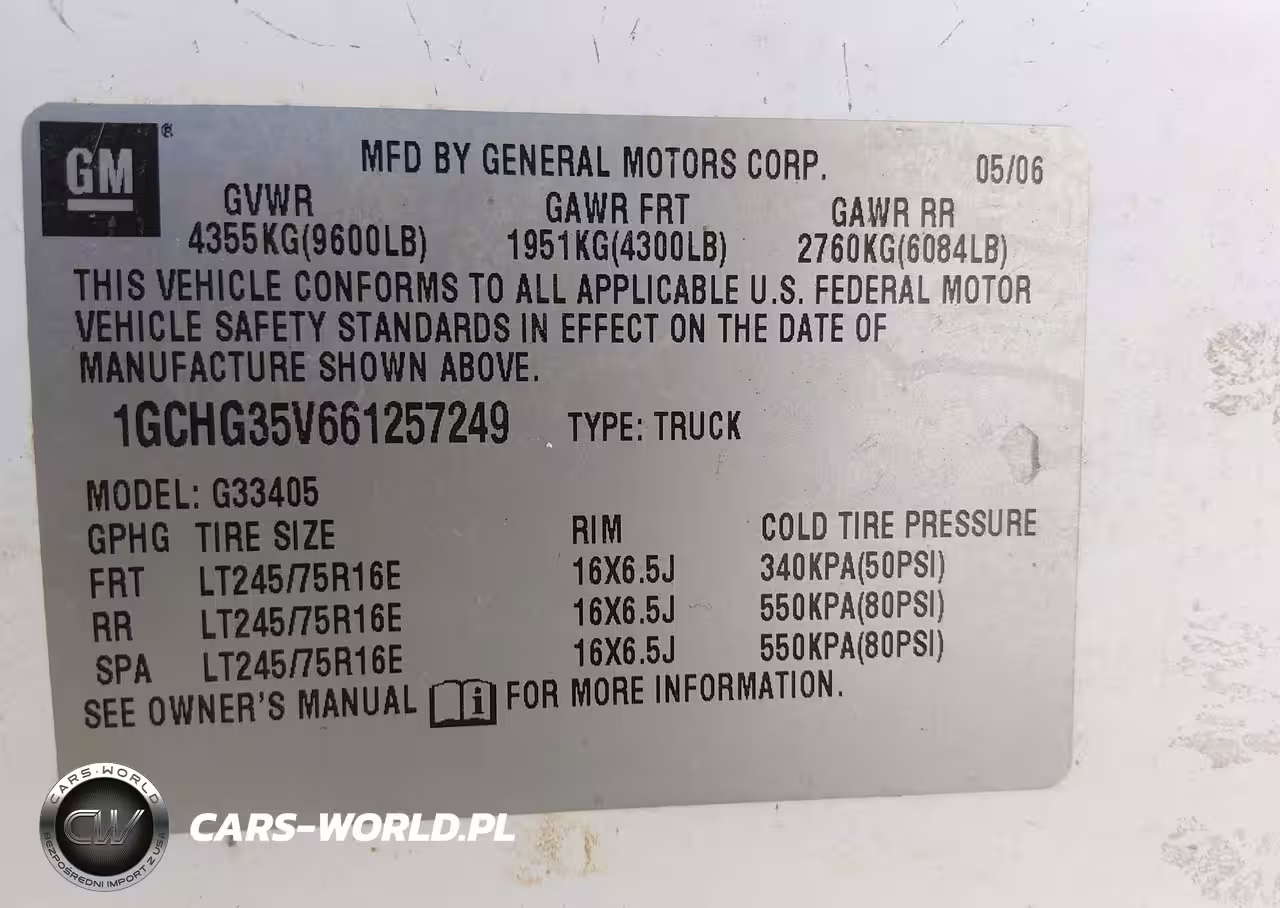 GM ®
MFD BY GENERAL MOTORS CORP. 05/06
GVWR GAWR FRT GAWR RR
4355KG(9600LB) 1951KG(4300LB) 2760KG(6084LB)
THIS VEHICLE CONFORMS TO ALL APPLICABLE U.S. FEDERAL MOTOR
VEHICLE SAFETY STANDARDS IN EFFECT ON THE DATE OF
MANUFACTURE SHOWN ABOVE.
1GCHG35V661257249 TYPE: TRUCK
MODEL: G33405
GPHG TIRE SIZE RIM COLD TIRE PRESSURE
FRT LT245/75R16E 16X6.5J 340KPA(50PSI)
RR LT245/75R16E 16X6.5J 550KPA(80PSI)
SPA LT245/75R16E 16X6.5J 550KPA(80PSI)
SEE OWNER'S MANUAL i FOR MORE INFORMATION.
CARS-WORLD
CW
BEZPOŚREDNI IMPORT Z USA
CARS-WORLD.PL